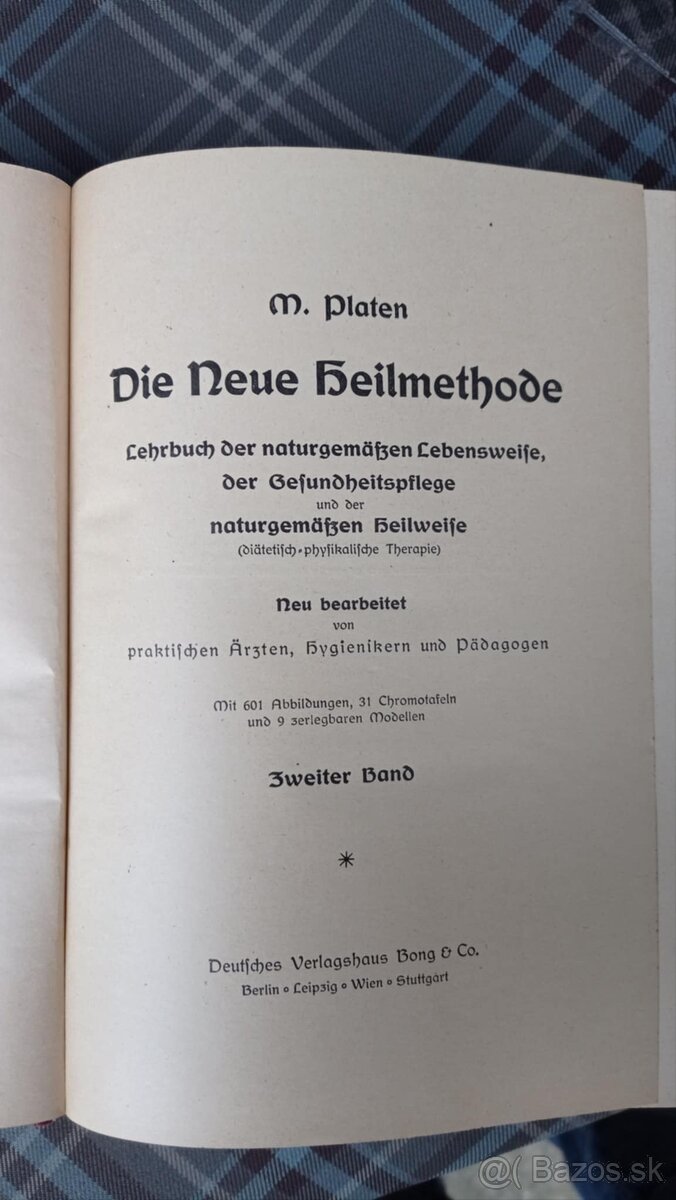 M. Platen
Die Neue Heilmethode
Lehrbuch der naturgemäßen Lebensweiſe,
der Geſundheitspflege
und der
naturgemäßen Heilweiſe
(diätetiſch-phyſikaliſche Therapie)
Neu bearbeitet
von
praktiſchen Ärzten, Hygienikern und Pädagogen
Mit 601 Abbildungen, 31 Chromotafeln
und 9 zerlegbaren Modellen
Zweiter Band
*
Deutſches Verlagshaus Bong & Co.
Berlin ∘ Leipzig ∘ Wien ∘ Stuttgart
@( Bazos.sk